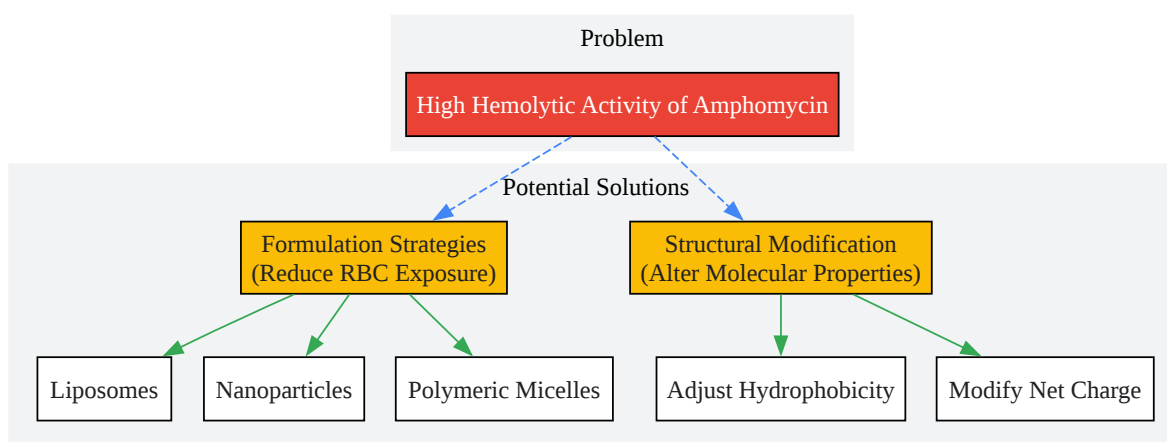 Problem
High Hemolytic Activity of Amphomycin
Potential Solutions
Formulation Strategies
(Reduce RBC Exposure)
Structural Modification
(Alter Molecular Properties)
Liposomes
Nanoparticles
Polymeric Micelles
Adjust Hydrophobicity
Modify Net Charge